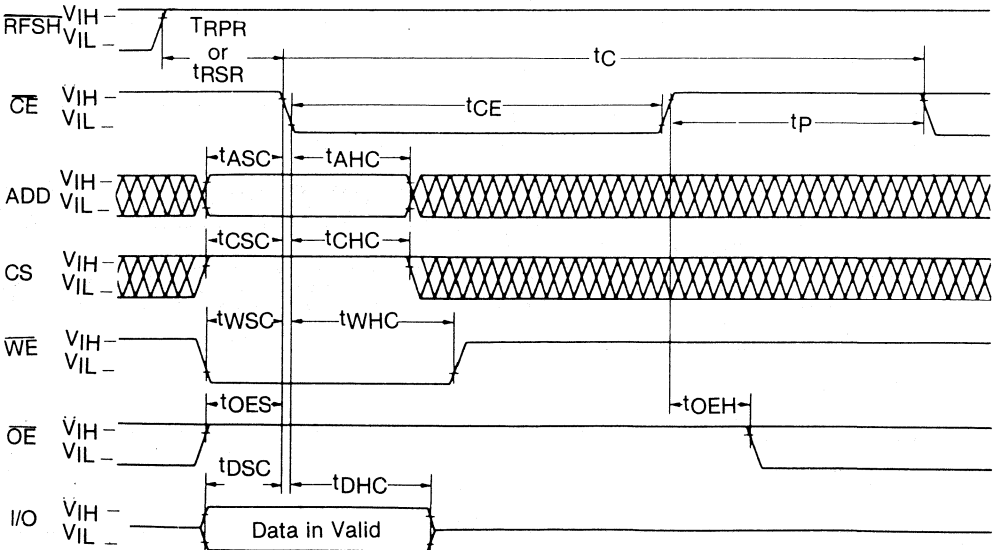 RFSH VIH
VIL
TRPR
or
tRSR
tC
CE VIH
VIL
tCE
tP
tASC tAHC
ADD VIH
VIL
tCSC tCHC
CS VIH
VIL
tWSC tWHC
WE VIH
VIL
tOES tOEH
OE VIH
VIL
tDSC tDHC
I/O VIH
VIL
Data in Valid